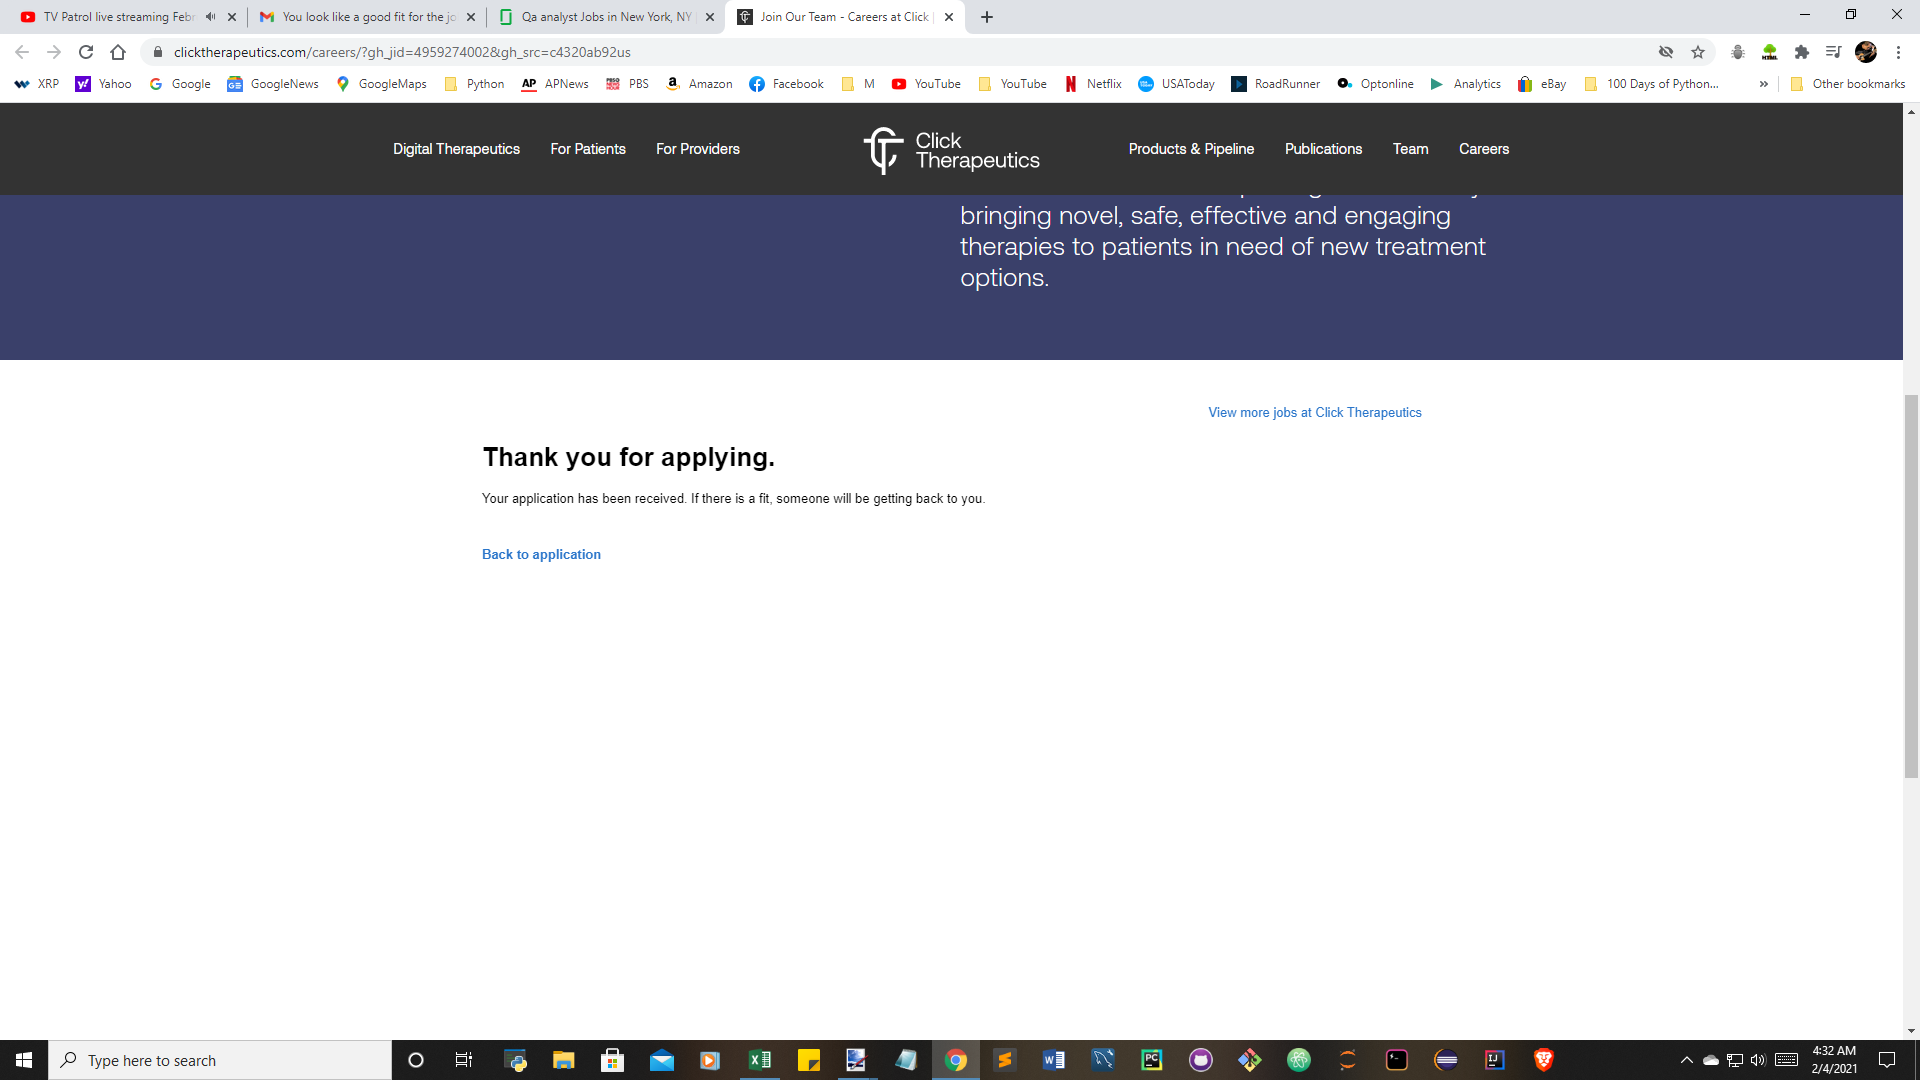 TV Patrol live streaming Febr
You look like a good fit for the jo
Qa analyst Jobs in New York, NY
Join Our Team - Careers at Click
clicktherapeutics.com/careers/?gh_jid=4959274002&gh_src=c4320ab92us
XRP Yahoo Google GoogleNews GoogleMaps Python APNews PBS Amazon Facebook M YouTube YouTube Netflix USAToday RoadRunner Optonline Analytics eBay 100 Days of Python... » Other bookmarks
Digital Therapeutics For Patients For Providers Click Therapeutics Products & Pipeline Publications Team Careers
bringing novel, safe, effective and engaging
therapies to patients in need of new treatment
options.
View more jobs at Click Therapeutics
Thank you for applying.
Your application has been received. If there is a fit, someone will be getting back to you.
Back to application
Type here to search
4:32 AM
2/4/2021